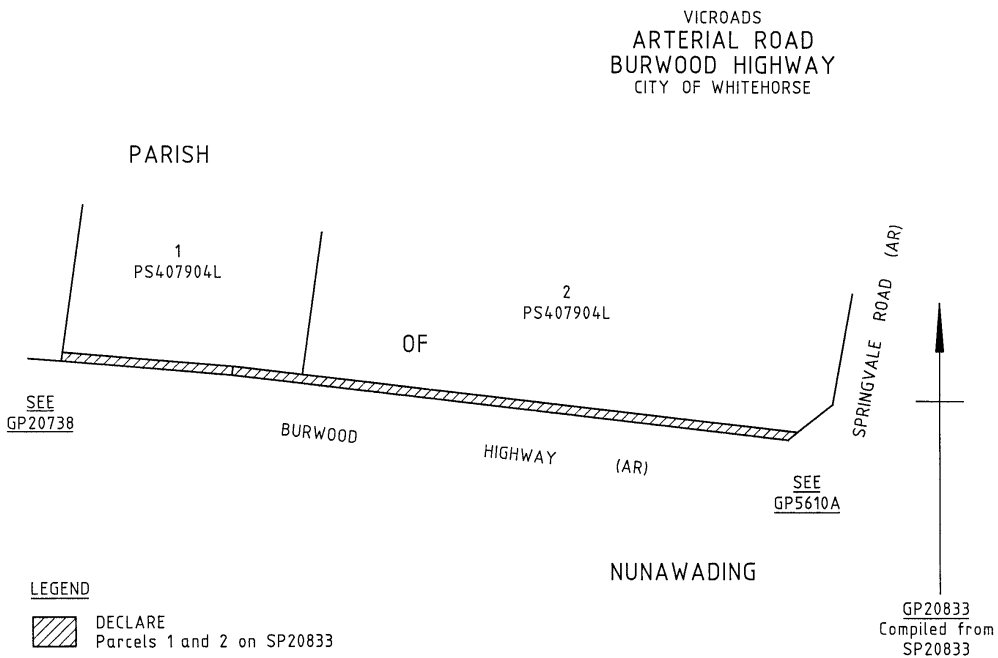 VICROADS
ARTERIAL ROAD
BURWOOD HIGHWAY
CITY OF WHITEHORSE
PARISH
1
PS407904L
2
PS407904L
OF
SPRINGVALE ROAD (AR)
SEE
GP20738
BURWOOD HIGHWAY (AR)
SEE
GP5610A
NUNAWADING
LEGEND
DECLARE
Parcels 1 and 2 on SP20833
GP20833
Compiled from
SP20833